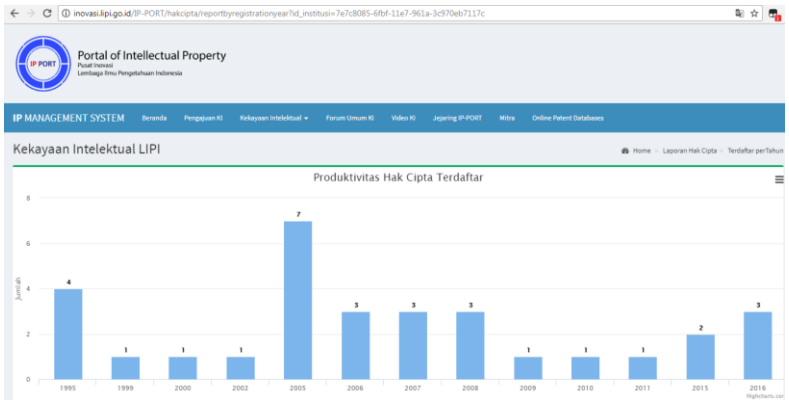 inovasi.lipi.go.id/IP-PORT/hakcipta/reportbyregistrationyear?id_institusi=7e7c8085-6fbf-11e7-961a-3c970eb7117c
IP PORT
Portal of Intellectual Property
Pusat Inovasi
Lembaga Ilmu Pengetahuan Indonesia
IP MANAGEMENT SYSTEM Beranda Pengajuan KI Kekayaan Intelektual Forum Umum KI Video KI Jejaring IP-PORT Mitra Online Patent Databases
Kekayaan Intelektual LIPI
Home > Laporan Hak Cipta > Terdaftar perTahun
Produktivitas Hak Cipta Terdaftar
Jumlah
8
6
4
2
0
4 1 1 1 7 3 3 3 1 1 1 2 3
1995 1999 2000 2002 2005 2006 2007 2008 2009 2010 2011 2015 2016
Highcharts.com